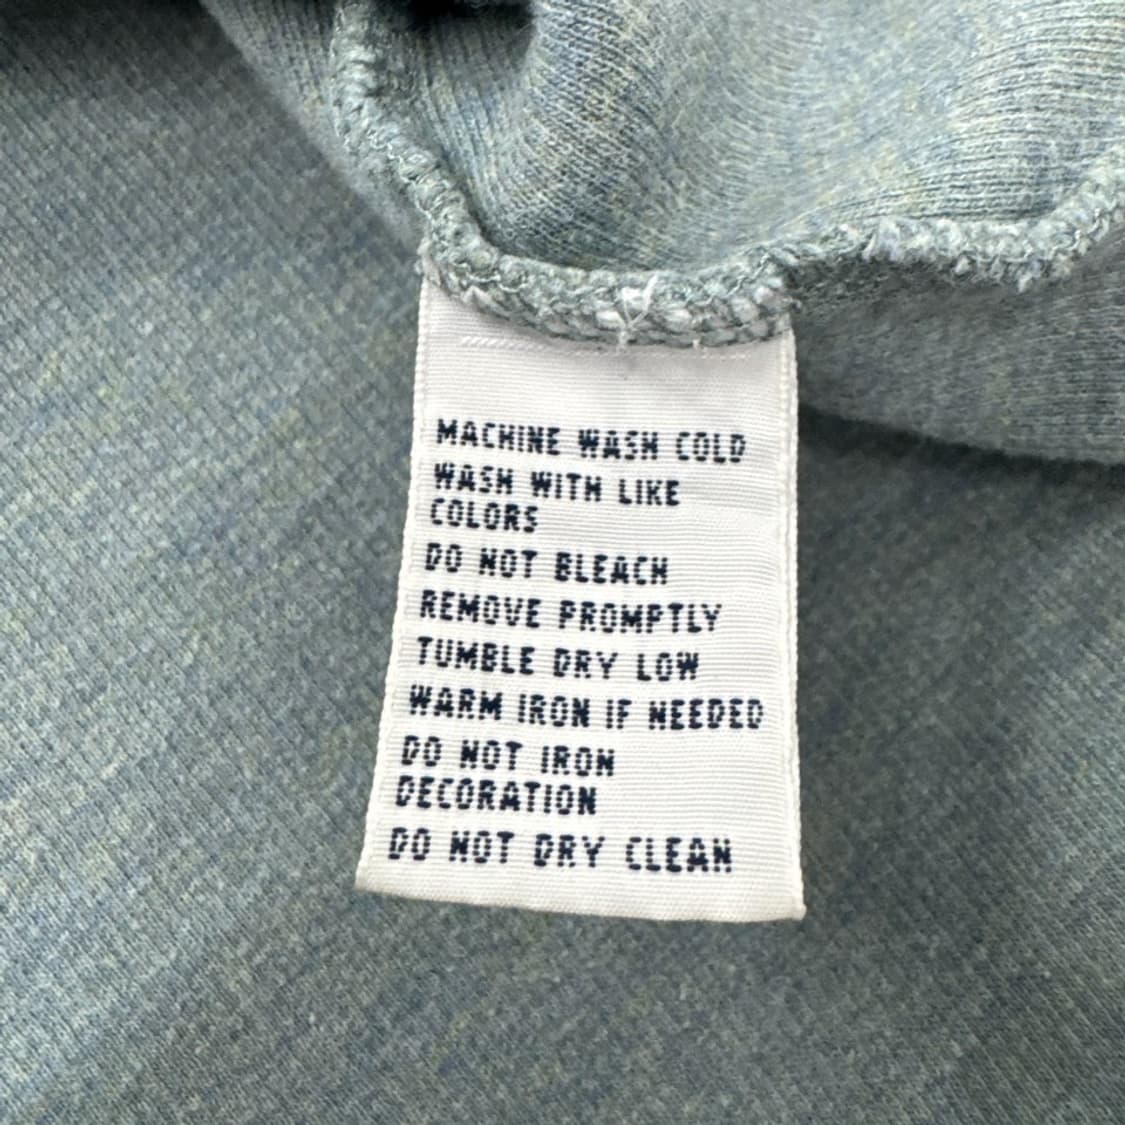 MACHINE WASH COLD
WASH WITH LIKE
COLORS
DO NOT BLEACH
REMOVE PROMPTLY
TUMBLE DRY LOW
WARM IRON IF NEEDED
DO NOT IRON
DECORATION
DO NOT DRY CLEAN